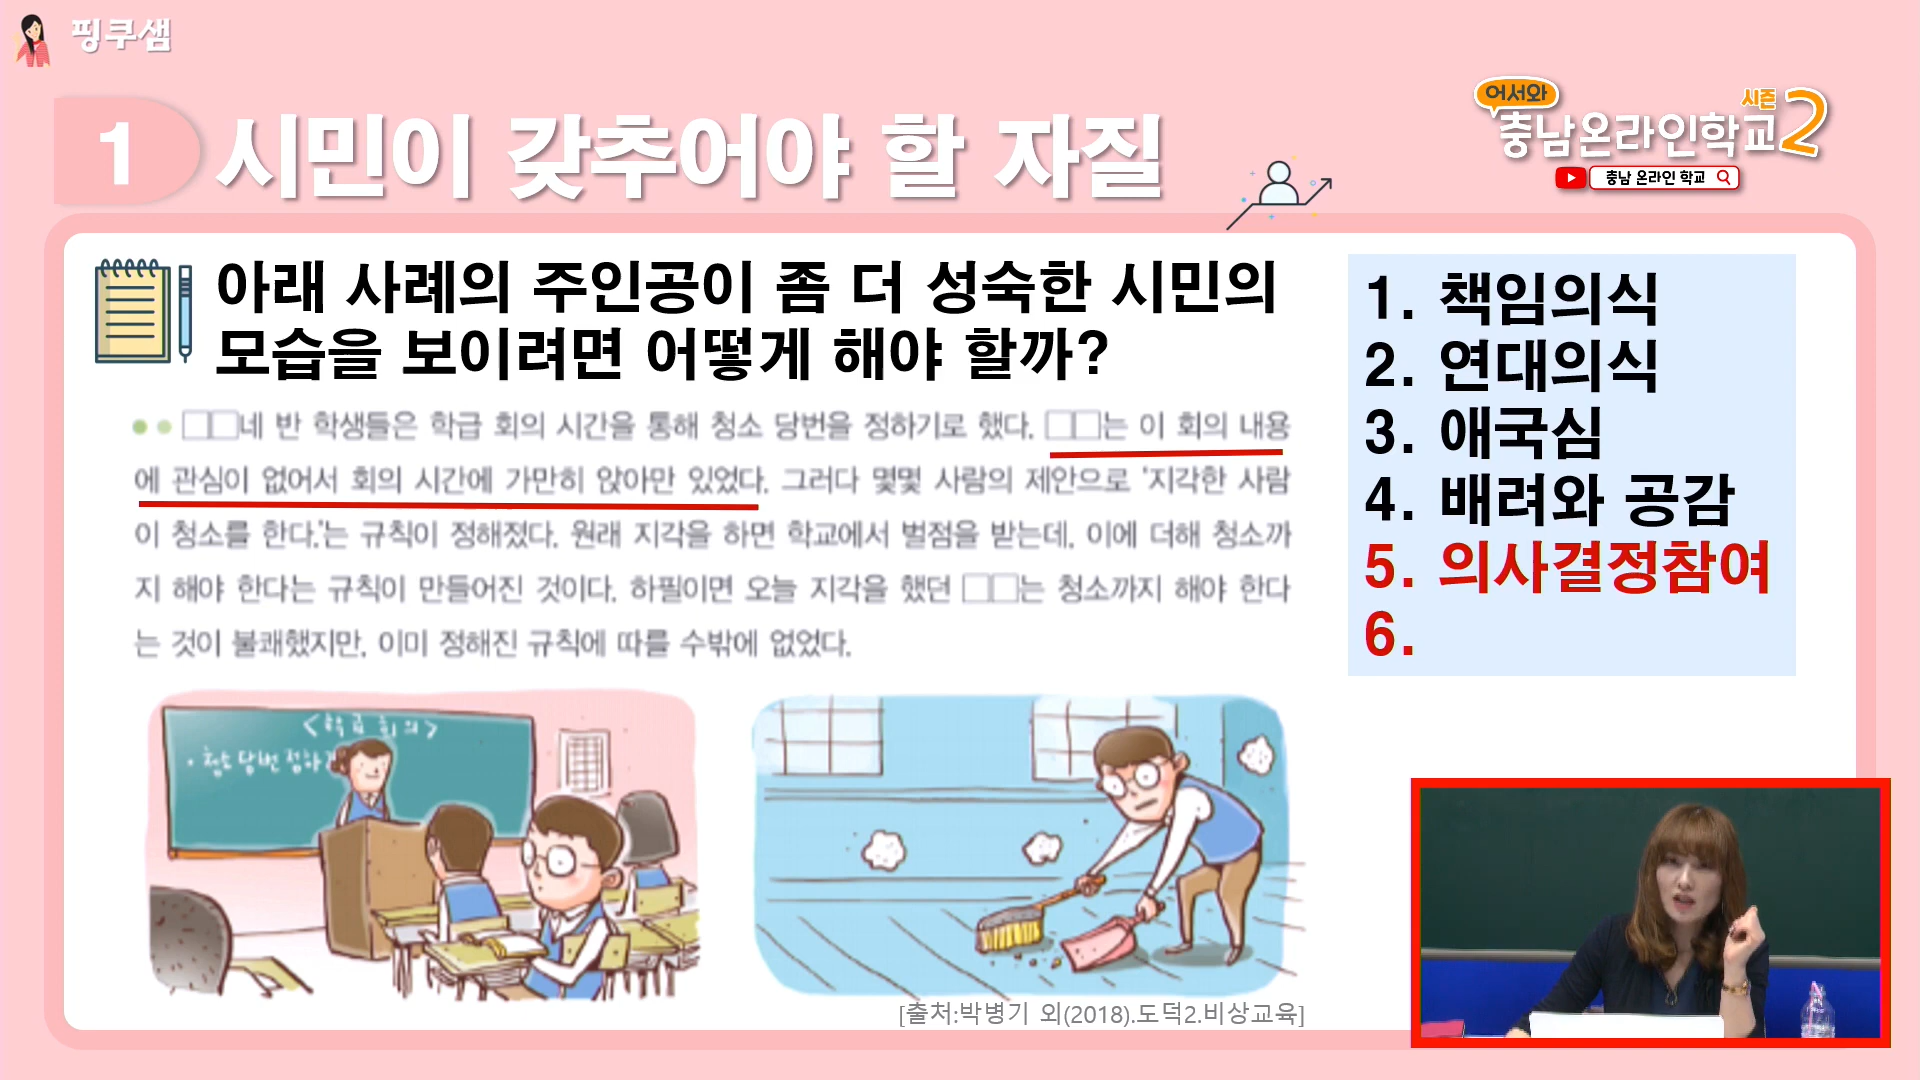 핑쿠샘
어서와
시즌
충남온라인학교2
충남 온라인 학교
1 시민이 갖추어야 할 자질
아래 사례의 주인공이 좀 더 성숙한 시민의
모습을 보이려면 어떻게 해야 할까?
□□네 반 학생들은 학급 회의 시간을 통해 청소 당번을 정하기로 했다. □□는 이 회의 내용
에 관심이 없어서 회의 시간에 가만히 앉아만 있었다. 그러다 몇몇 사람의 제안으로 '지각한 사람
이 청소를 한다.'는 규칙이 정해졌다. 원래 지각을 하면 학교에서 벌점을 받는데, 이에 더해 청소까
지 해야 한다는 규칙이 만들어진 것이다. 하필이면 오늘 지각을 했던 □□는 청소까지 해야 한다
는 것이 불쾌했지만, 이미 정해진 규칙에 따를 수밖에 없었다.
1. 책임의식
2. 연대의식
3. 애국심
4. 배려와 공감
5. 의사결정참여
6.
<학급 회의>
• 청소 당번 정하기
[출처:박병기 외(2018).도덕2.비상교육]